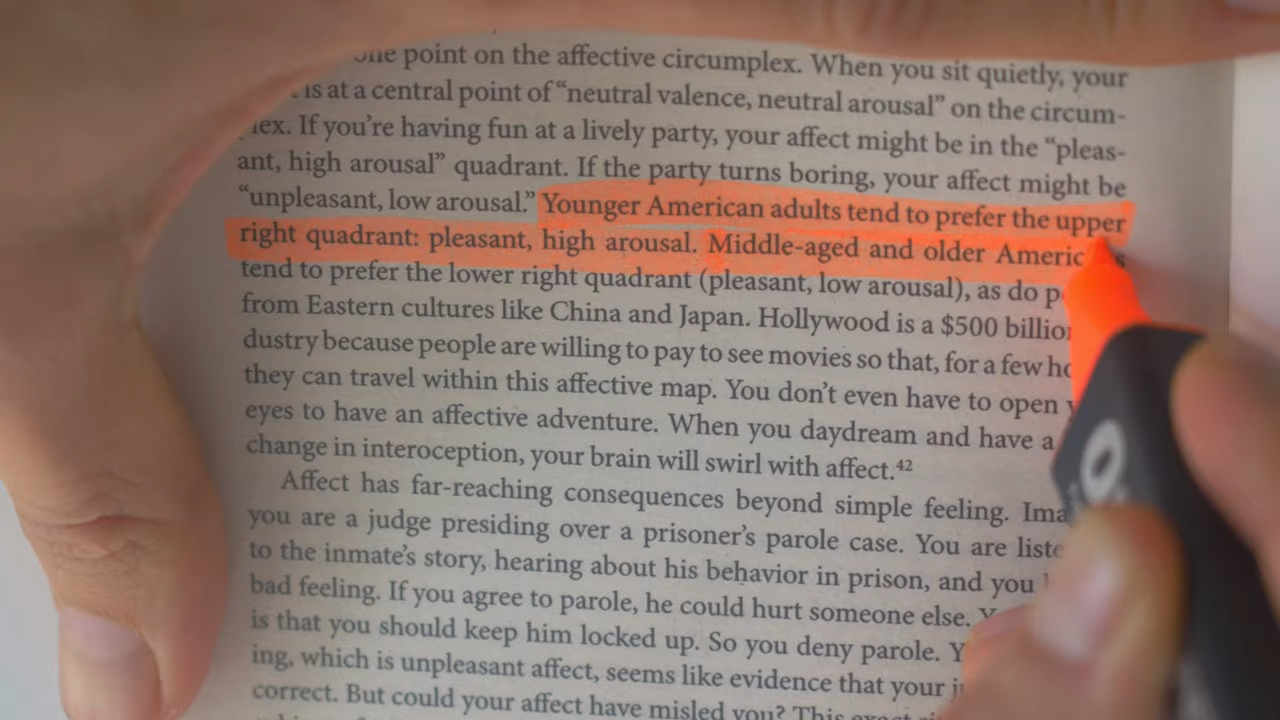 one point on the affective circumplex. When you sit quietly, your
is at a central point of “neutral valence, neutral arousal” on the circum-
lex. If you’re having fun at a lively party, your affect might be in the “pleas-
ant, high arousal” quadrant. If the party turns boring, your affect might be
“unpleasant, low arousal.” Younger American adults tend to prefer the upper
right quadrant: pleasant, high arousal. Middle-aged and older Americ s
tend to prefer the lower right quadrant (pleasant, low arousal), as do p
from Eastern cultures like China and Japan. Hollywood is a $500 billio
dustry because people are willing to pay to see movies so that, for a few ho
they can travel within this affective map. You don’t even have to open
eyes to have an affective adventure. When you daydream and have a
change in interoception, your brain will swirl with affect.⁴²
Affect has far-reaching consequences beyond simple feeling. Ima
you are a judge presiding over a prisoner’s parole case. You are liste
to the inmate’s story, hearing about his behavior in prison, and you
bad feeling. If you agree to parole, he could hurt someone else.
is that you should keep him locked up. So you deny parole. Y
ing, which is unpleasant affect, seems like evidence that your j
correct. But could your affect have misled you? This exact